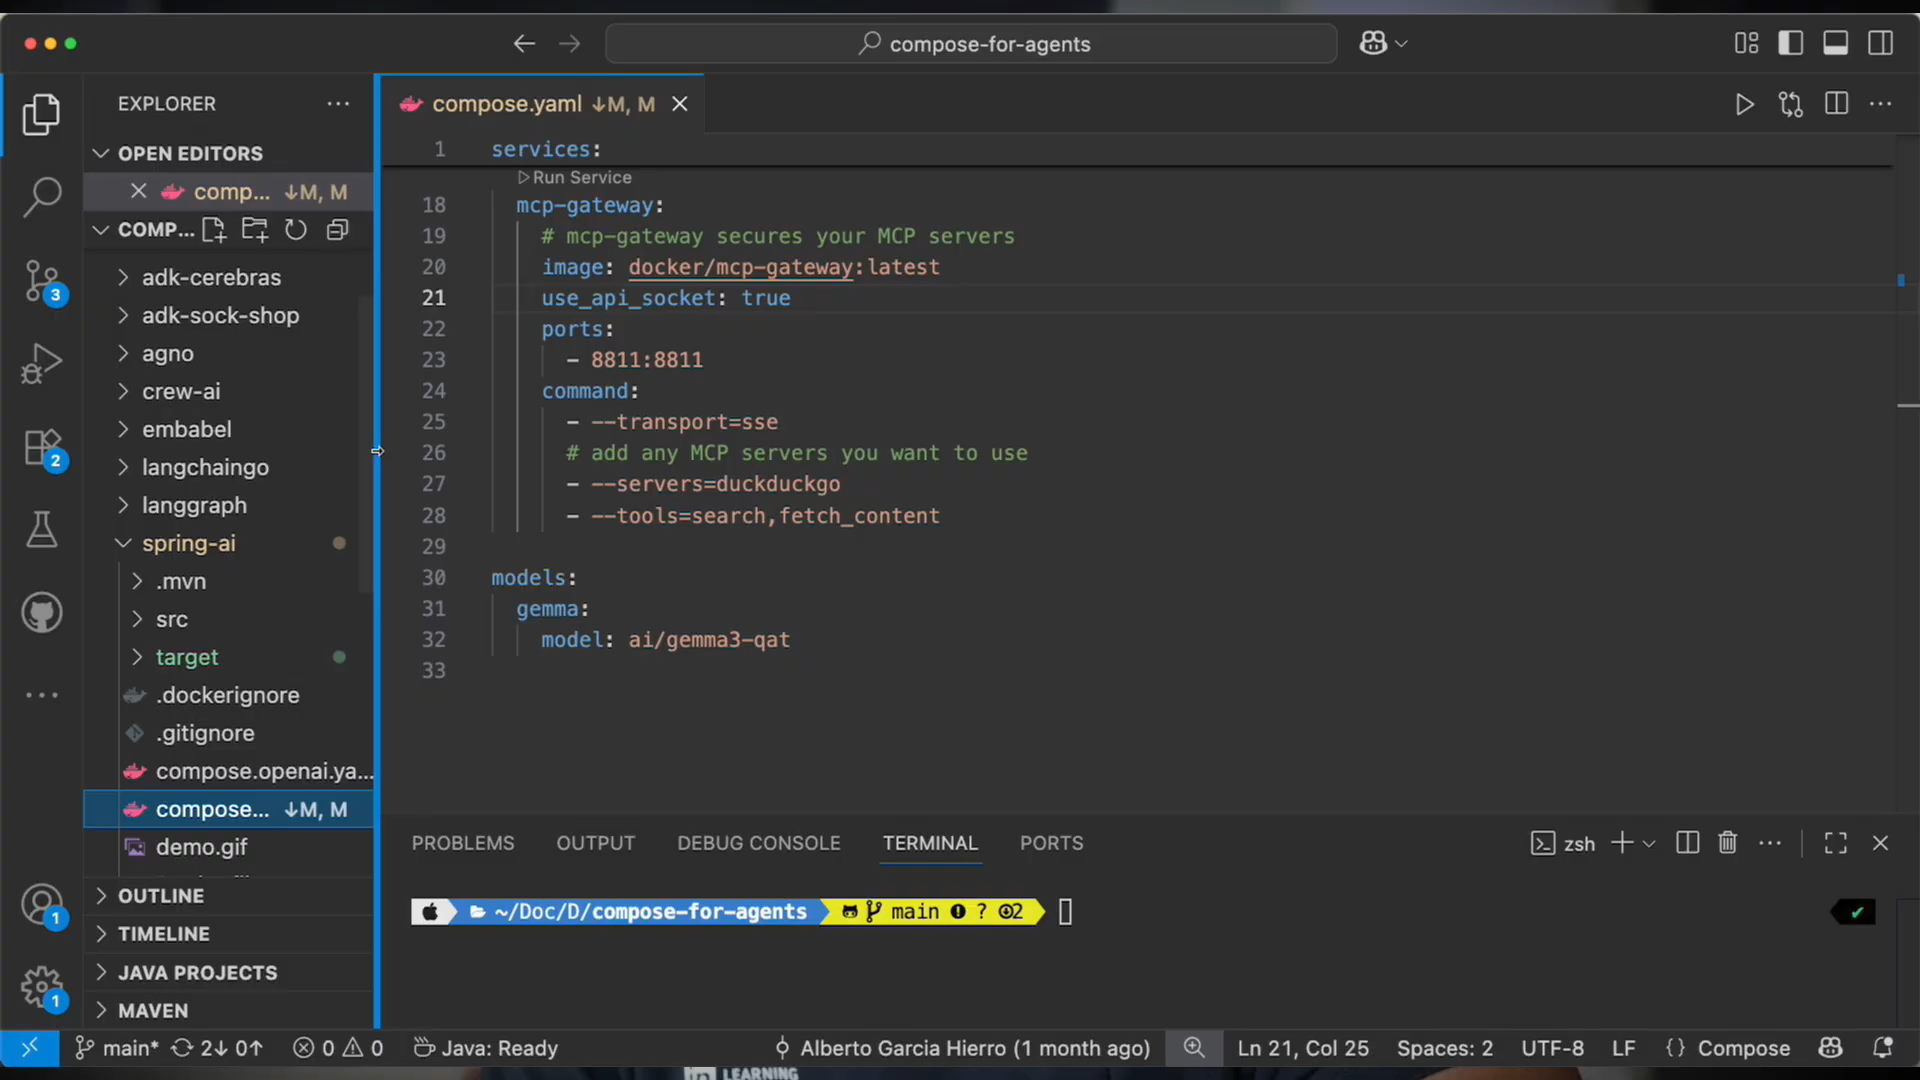 compose-for-agents
EXPLORER
compose.yaml ↓M, M
OPEN EDITORS
comp... ↓M, M
COMP...
adk-cerebras
adk-sock-shop
agno
crew-ai
embabel
langchaingo
langgraph
spring-ai
.mvn
src
target
.dockerignore
.gitignore
compose.openai.ya...
compose... ↓M, M
demo.gif
OUTLINE
TIMELINE
JAVA PROJECTS
MAVEN
3
2
1
1
1 services:
Run Service
18 mcp-gateway:
19 # mcp-gateway secures your MCP servers
20 image: docker/mcp-gateway:latest
21 use_api_socket: true
22 ports:
23 - 8811:8811
24 command:
25 - --transport=sse
26 # add any MCP servers you want to use
27 - --servers=duckduckgo
28 - --tools=search,fetch_content
29
30 models:
31 gemma:
32 model: ai/gemma3-qat
33
PROBLEMS OUTPUT DEBUG CONSOLE TERMINAL PORTS zsh
~/Doc/D/compose-for-agents main ? 2
main* 2↓ 0↑ 0 0 Java: Ready Alberto Garcia Hierro (1 month ago) Ln 21, Col 25 Spaces: 2 UTF-8 LF {} Compose
in LEARNING